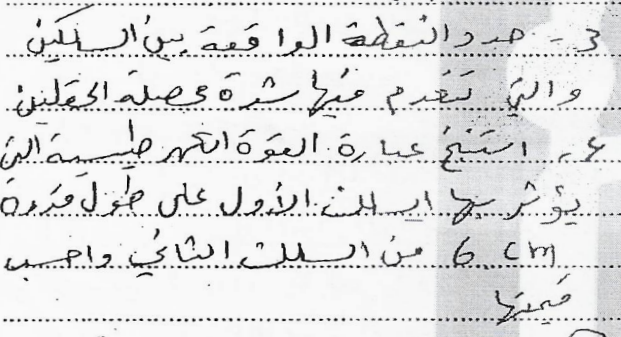 3- حدد النقطة الواقعة بين السلكين
والتي تنعدم فيها شدة محصلة الحقلين
4- استنتج عبارة القوة الكهرطيسية التي
يؤثر بها السلك الأول على طول قدره
6 cm من السلك الثاني واحسب
قيمتها